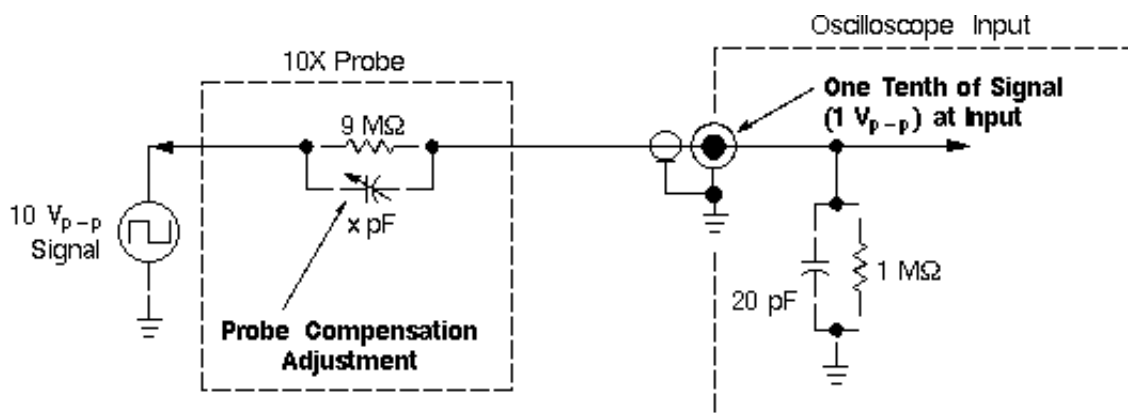 Oscilloscope Input
10X Probe
One Tenth of Signal
(1 Vp–p) at Input
9 MΩ
x pF
10 Vp–p
Signal
20 pF
1 MΩ
Probe Compensation
Adjustment